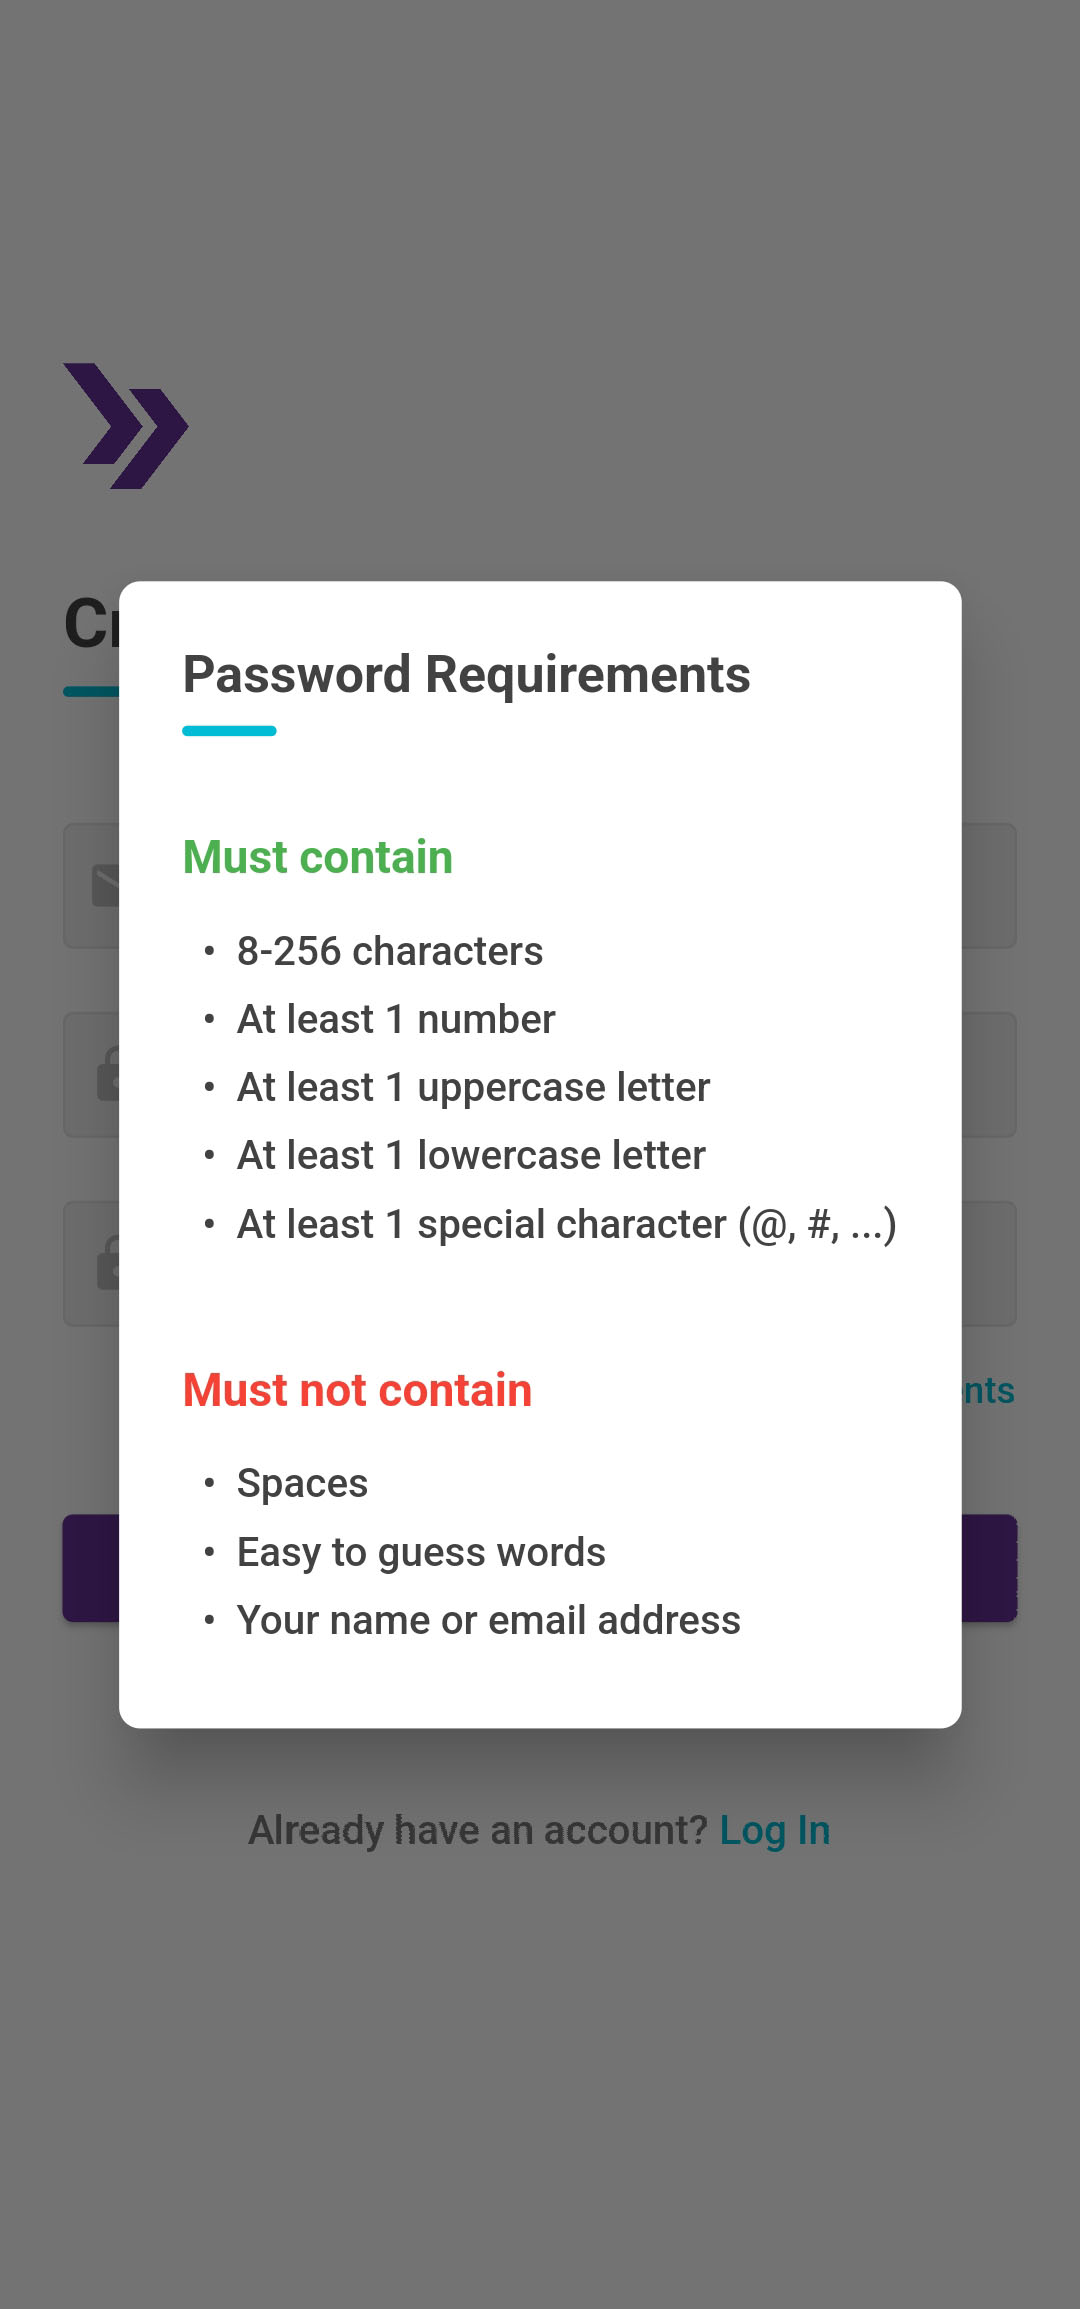 Password Requirements
Must contain
• 8-256 characters
• At least 1 number
• At least 1 uppercase letter
• At least 1 lowercase letter
• At least 1 special character (@, #, ...)
Must not contain
• Spaces
• Easy to guess words
• Your name or email address
Already have an account? Log In